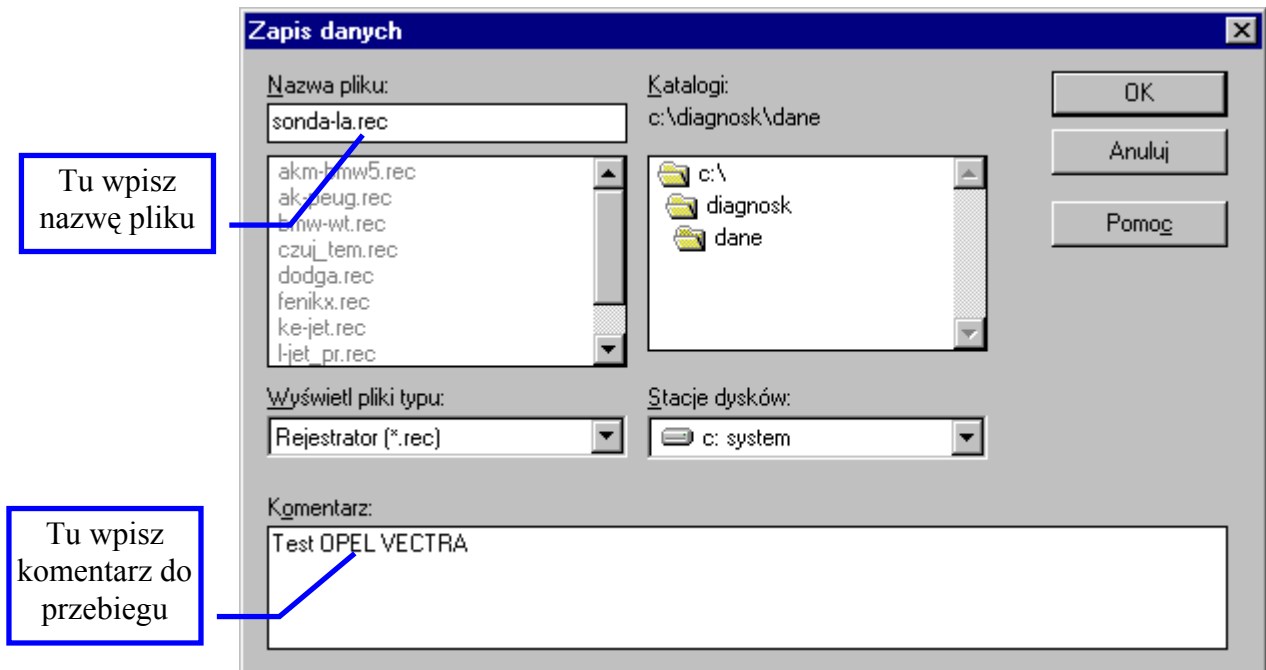 Zapis danych
Nazwa pliku:
sonda-la.rec
akm-bmw5.rec
ak-peug.rec
bmw-wt.rec
czuj_tem.rec
dodga.rec
fenikx.rec
ke-jet.rec
l-jet_pr.rec
Katalogi:
c:\diagnosk\dane
c:\
diagnosk
dane
OK
Anuluj
Pomoc
Tu wpisz
nazwę pliku
Wyświetl pliki typu:
Rejestrator (*.rec)
Stacje dysków:
c: system
Komentarz:
Test OPEL VECTRA
Tu wpisz
komentarz do
przebiegu